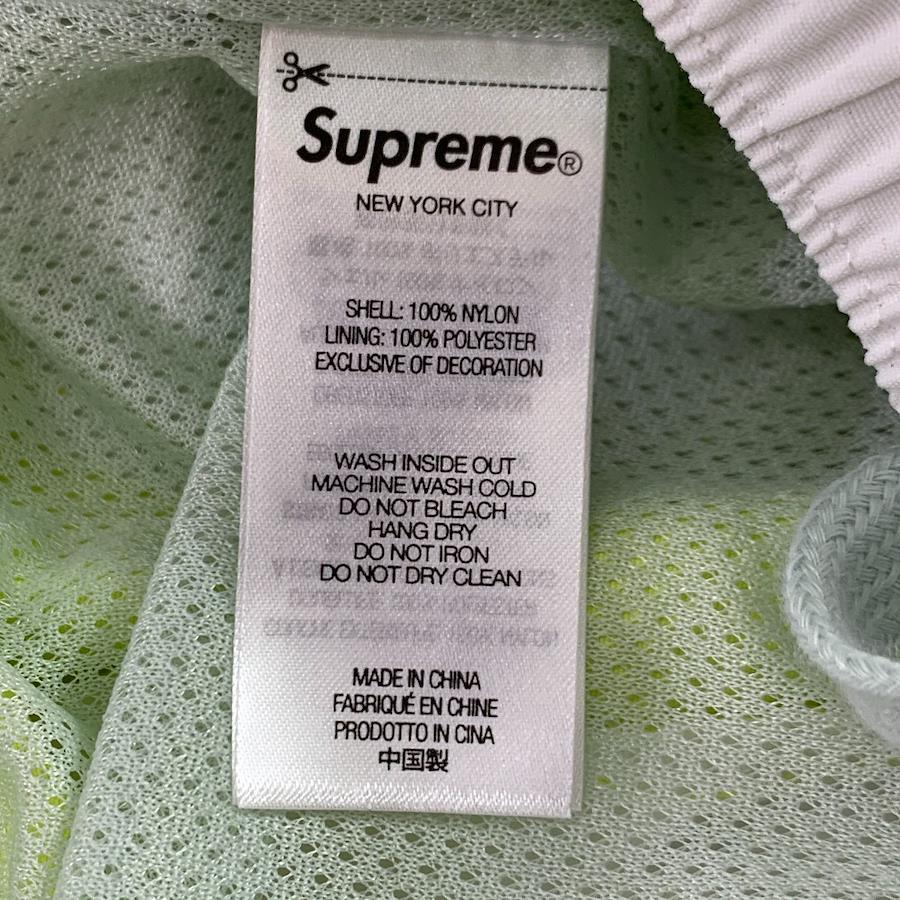 Supreme®
NEW YORK CITY
SHELL: 100% NYLON
LINING: 100% POLYESTER
EXCLUSIVE OF DECORATION
WASH INSIDE OUT
MACHINE WASH COLD
DO NOT BLEACH
HANG DRY
DO NOT IRON
DO NOT DRY CLEAN
MADE IN CHINA
FABRIQUÉ EN CHINE
PRODOTTO IN CINA
中国製